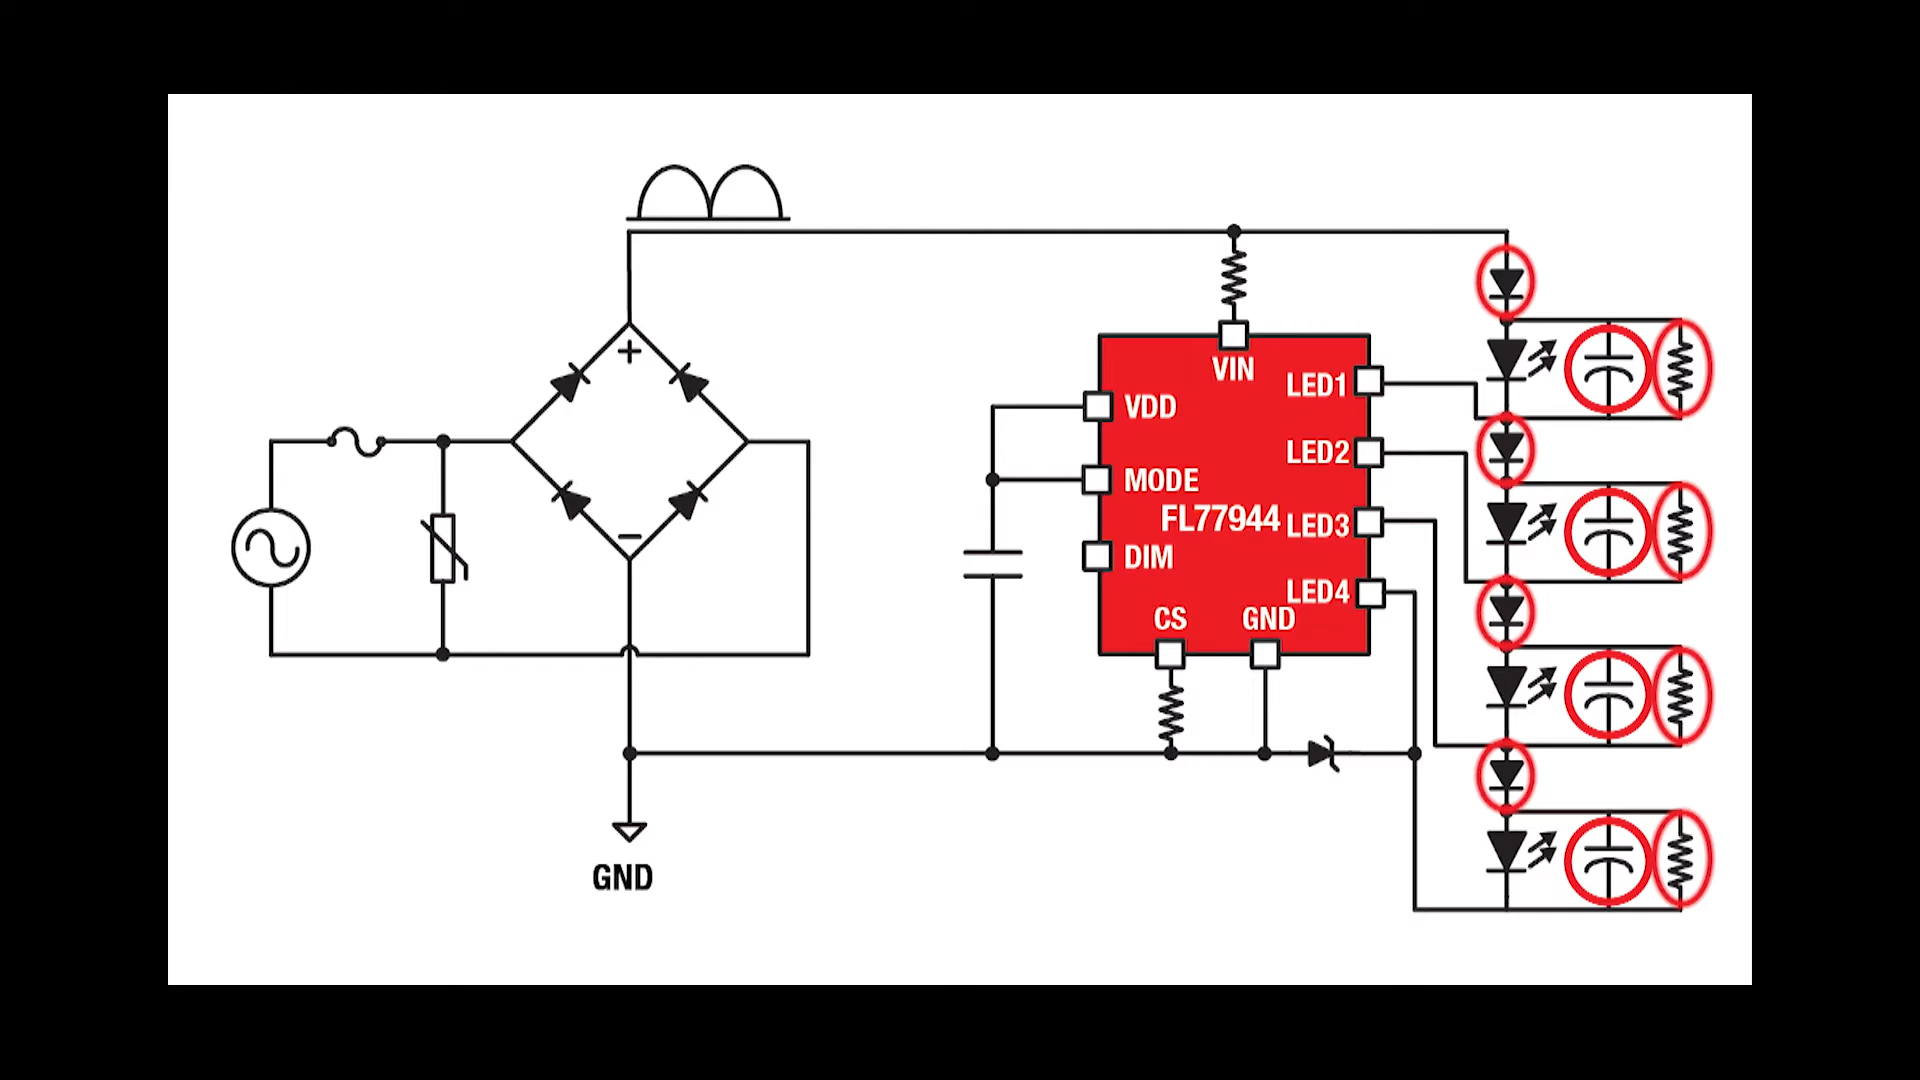 VIN
LED1
VDD
LED2
MODE
FL77944
LED3
DIM
LED4
CS
GND
GND